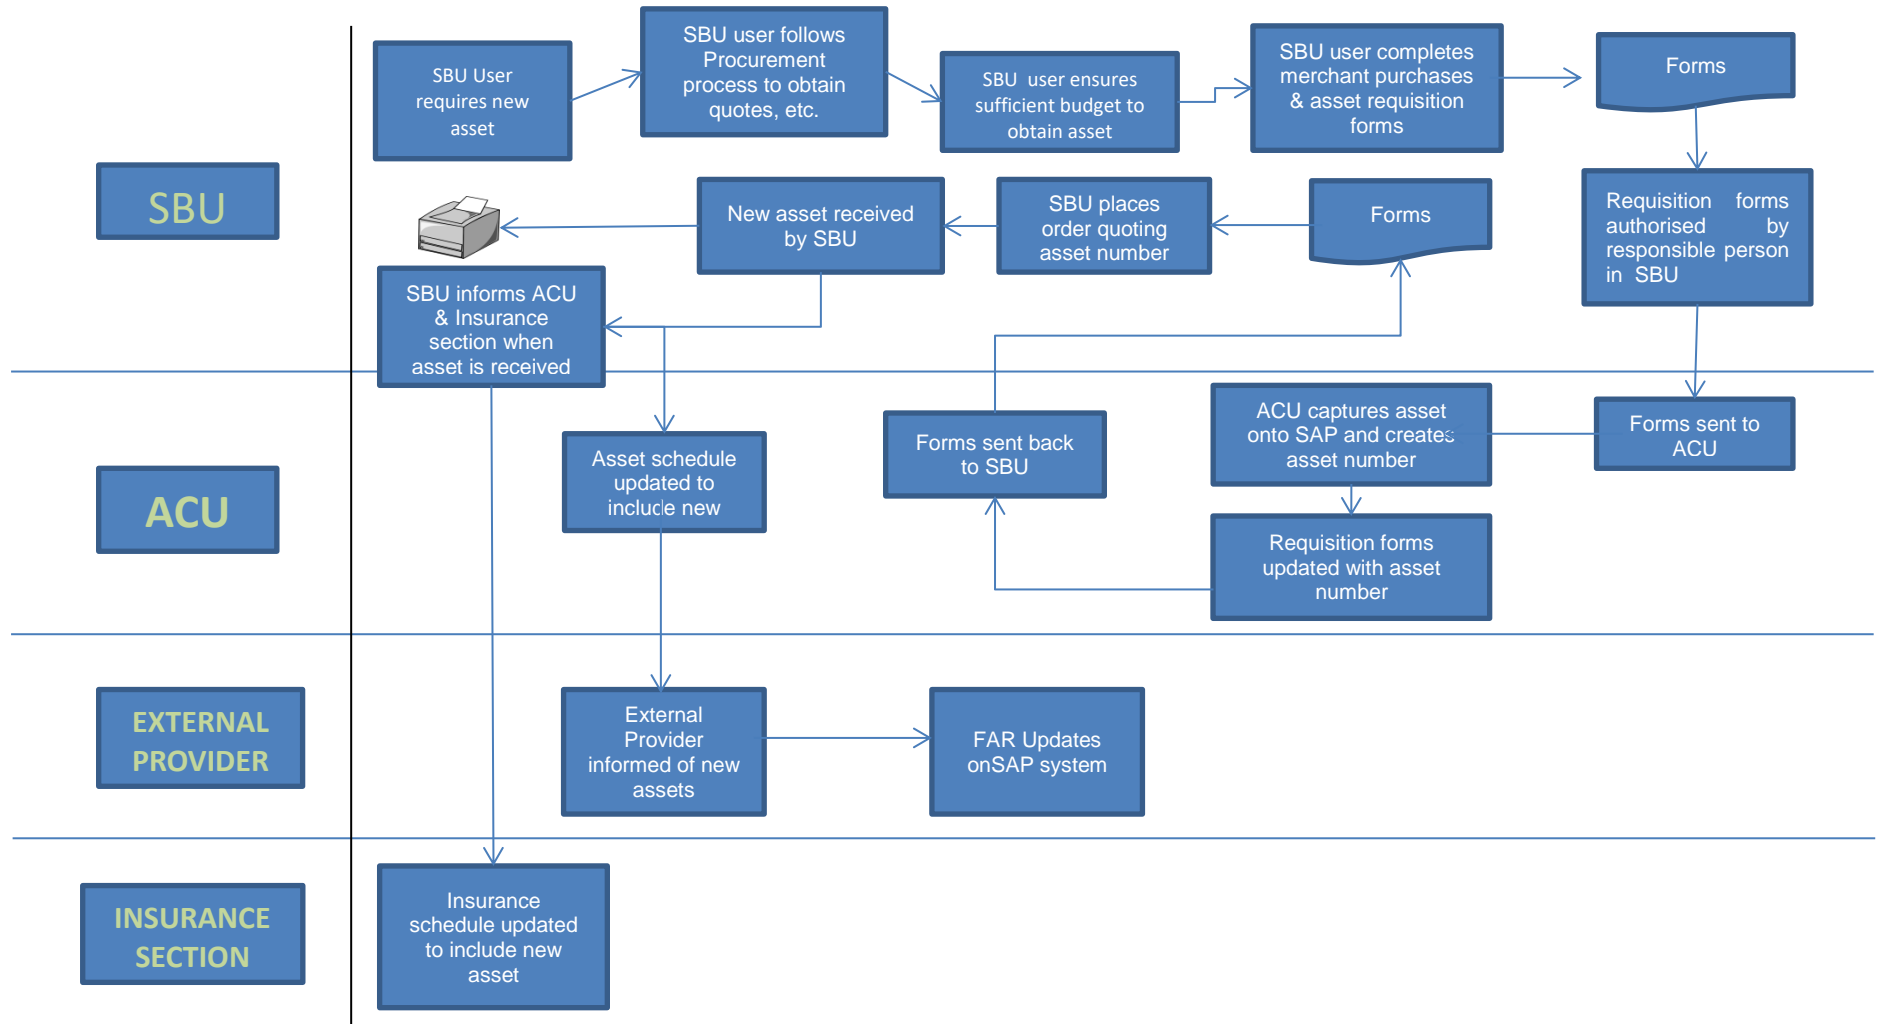 SBU User
requires new
asset
SBU user follows
Procurement
process to obtain
quotes, etc.
SBU  user ensures
sufficient budget to
obtain asset
SBU user completes
merchant purchases
& asset requisition
forms
Forms
SBU
New asset received
by SBU
SBU places
order quoting
asset number
Forms
Requisition forms
authorised by
responsible person
in  SBU
SBU informs ACU
& Insurance
section when
asset is received
ACU
Asset schedule
updated to
include new
Forms sent back
to SBU
ACU captures asset
onto SAP and creates
asset number
Forms sent to
ACU
Requisition forms
updated with asset
number
EXTERNAL
PROVIDER
External
Provider
informed of new
assets
FAR Updates
onSAP system
INSURANCE
SECTION
Insurance
schedule updated
to include new
asset